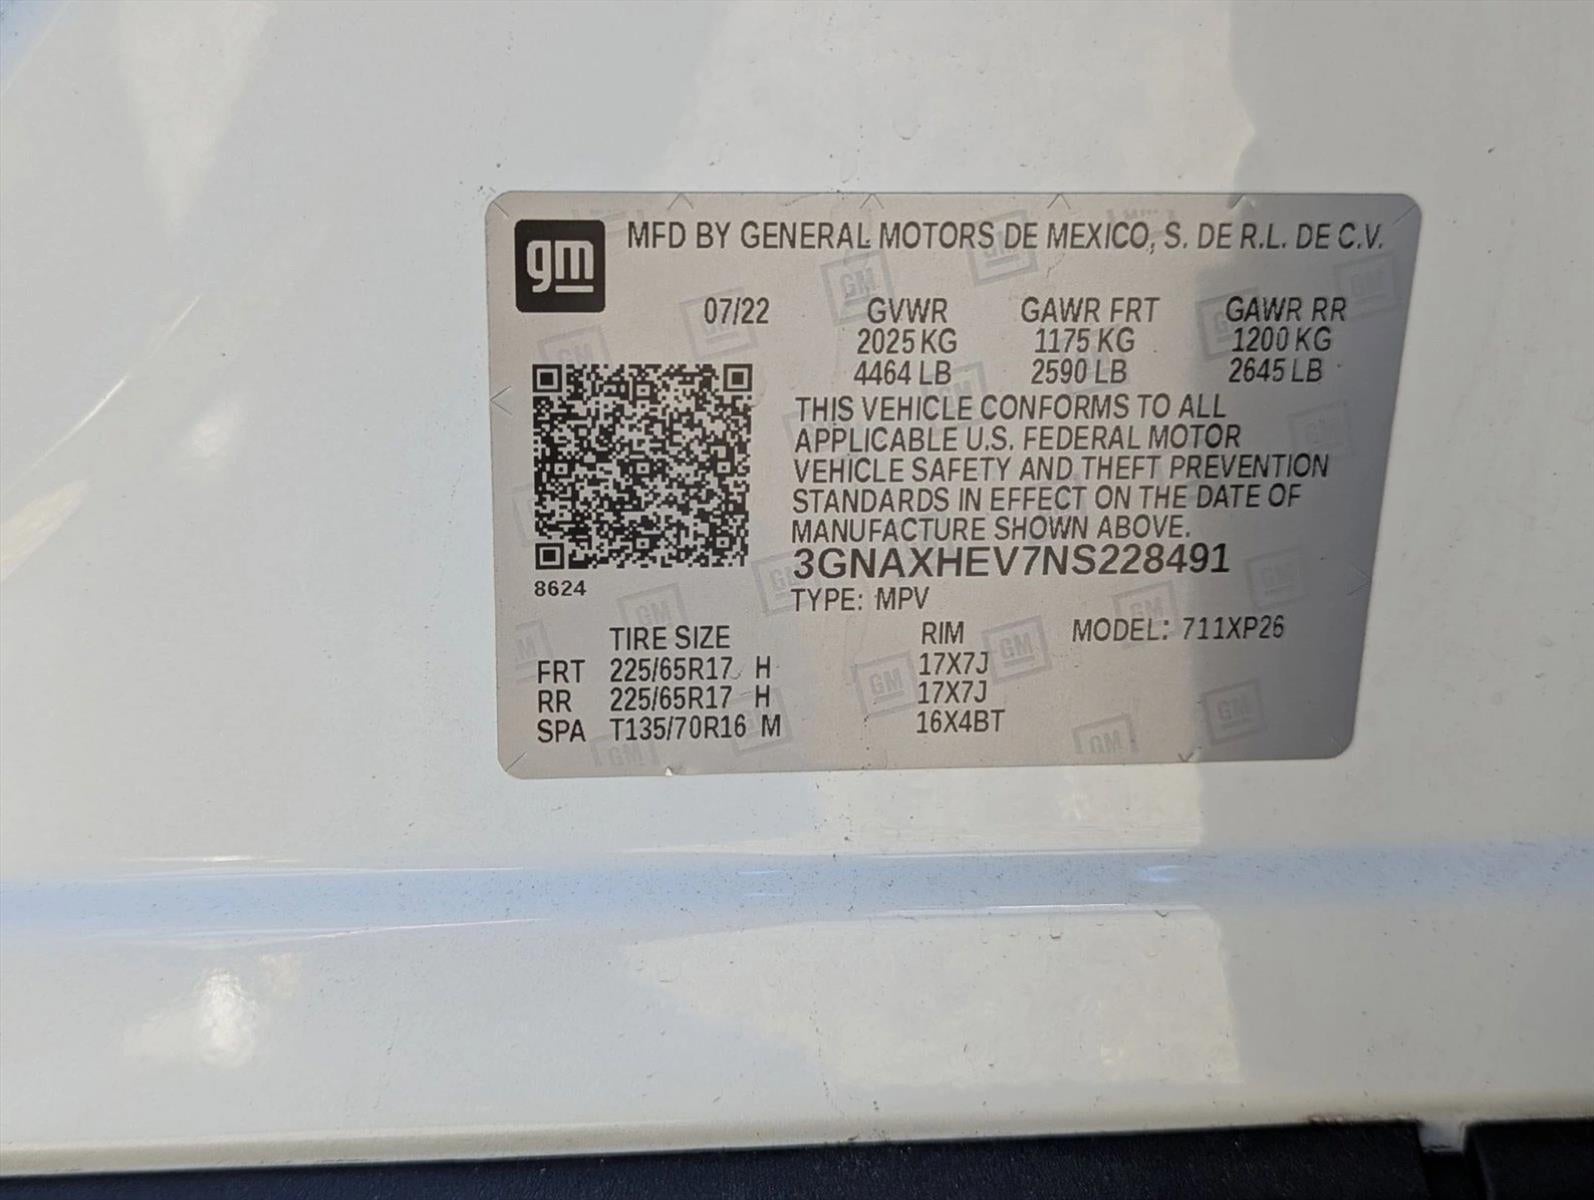 gm MFD BY GENERAL MOTORS DE MEXICO, S. DE R.L. DE C.V.
07/22 GVWR GAWR FRT GAWR RR
2025 KG 1175 KG 1200 KG
4464 LB 2590 LB 2645 LB
THIS VEHICLE CONFORMS TO ALL
APPLICABLE U.S. FEDERAL MOTOR
VEHICLE SAFETY AND THEFT PREVENTION
STANDARDS IN EFFECT ON THE DATE OF
MANUFACTURE SHOWN ABOVE.
3GNAXHEV7NS228491
8624
TYPE: MPV
TIRE SIZE RIM MODEL: 711XP26
FRT 225/65R17 H 17X7J
RR 225/65R17 H 17X7J
SPA T135/70R16 M 16X4BT